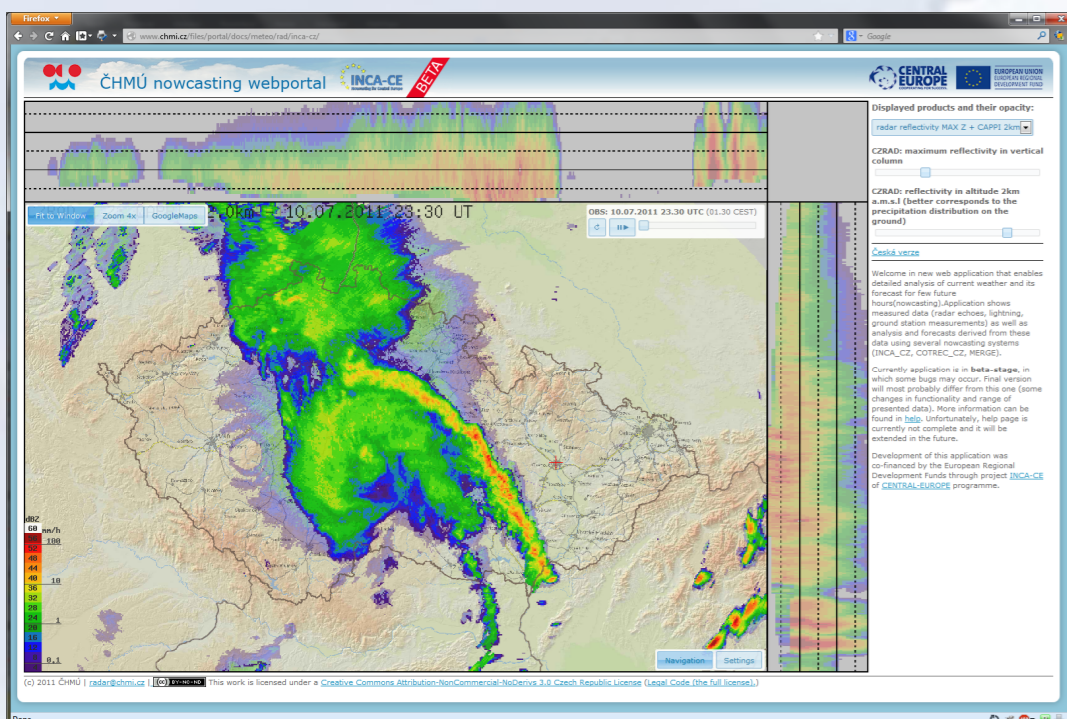 Firefox
www.chmi.cz/files/portal/docs/meteo/rad/inca-cz/
Google
ČHMÚ nowcasting webportal
INCA-CE
BETA
CENTRAL
EUROPE
COOPERATING FOR SUCCESS.
EUROPEAN UNION
EUROPEAN REGIONAL
DEVELOPMENT FUND
Displayed products and their opacity:
radar reflectivity MAX Z + CAPPI 2km
CZRAD: maximum reflectivity in vertical
column
CZRAD: reflectivity in altitude 2km
a.m.s.l (better corresponds to the
precipitation distribution on the
ground)
Česká verze
Welcome in new web application that enables
detailed analysis of current weather and its
forecast for few future
hours(nowcasting).Application shows
measured data (radar echoes, lightning,
ground station measurements) as well as
analysis and forecasts derived from these
data using several nowcasting systems
(INCA_CZ, COTREC_CZ, MERGE).
Currently application is in beta-stage, in
which some bugs may occur. Final version
will most probably differ from this one (some
changes in functionality and range of
presented data). More information can be
found in help. Unfortunately, help page is
currently not complete and it will be
extended in the future.
Development of this application was
co-financed by the European Regional
Development Funds through project INCA-CE
of CENTRAL-EUROPE programme.
Fit to Window Zoom 4x GoogleMaps
10.07.2011 23:30 UT
OBS: 10.07.2011 23.30 UTC (01.30 CEST)
dBZ
60 mm/h
100
52
48
44
40 10
36
32
28
24 1
20
16
0.1
Navigation Settings
(c) 2011 ČHMÚ | radar@chmi.cz | (cc) BY-NC-ND This work is licensed under a Creative Commons Attribution-NonCommercial-NoDerivs 3.0 Czech Republic License (Legal Code (the full license).)